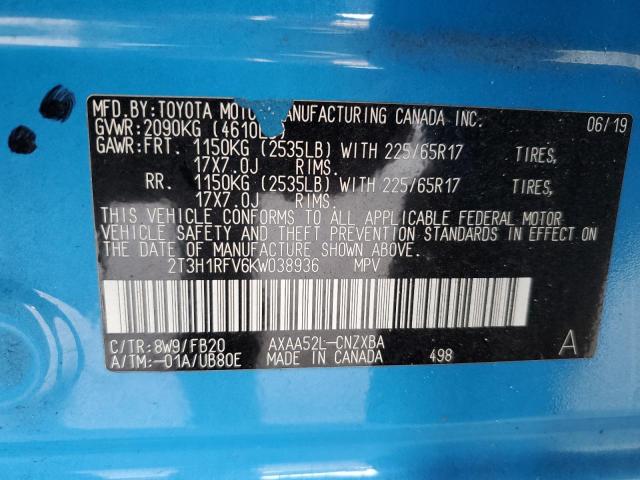 MFD.BY:TOYOTA MOTO MANUFACTURING CANADA INC. 06/19
GVWR:2090KG (4610LB)
GAWR:FRT. 1150KG (2535LB) WITH 225/65R17 TIRES,
17X7.0J RIMS.
RR. 1150KG (2535LB) WITH 225/65R17 TIRES,
17X7.0J RIMS.
THIS VEHICLE CONFORMS TO ALL APPLICABLE FEDERAL MOTOR
VEHICLE SAFETY AND THEFT PREVENTION STANDARDS IN EFFECT ON
THE DATE OF MANUFACTURE SHOWN ABOVE.
2T3H1RFV6KW038936 MPV
C/TR:8W9/FB20 AXAA52L-CNZXBA A
A/TM:-01A/UB80E MADE IN CANADA 498